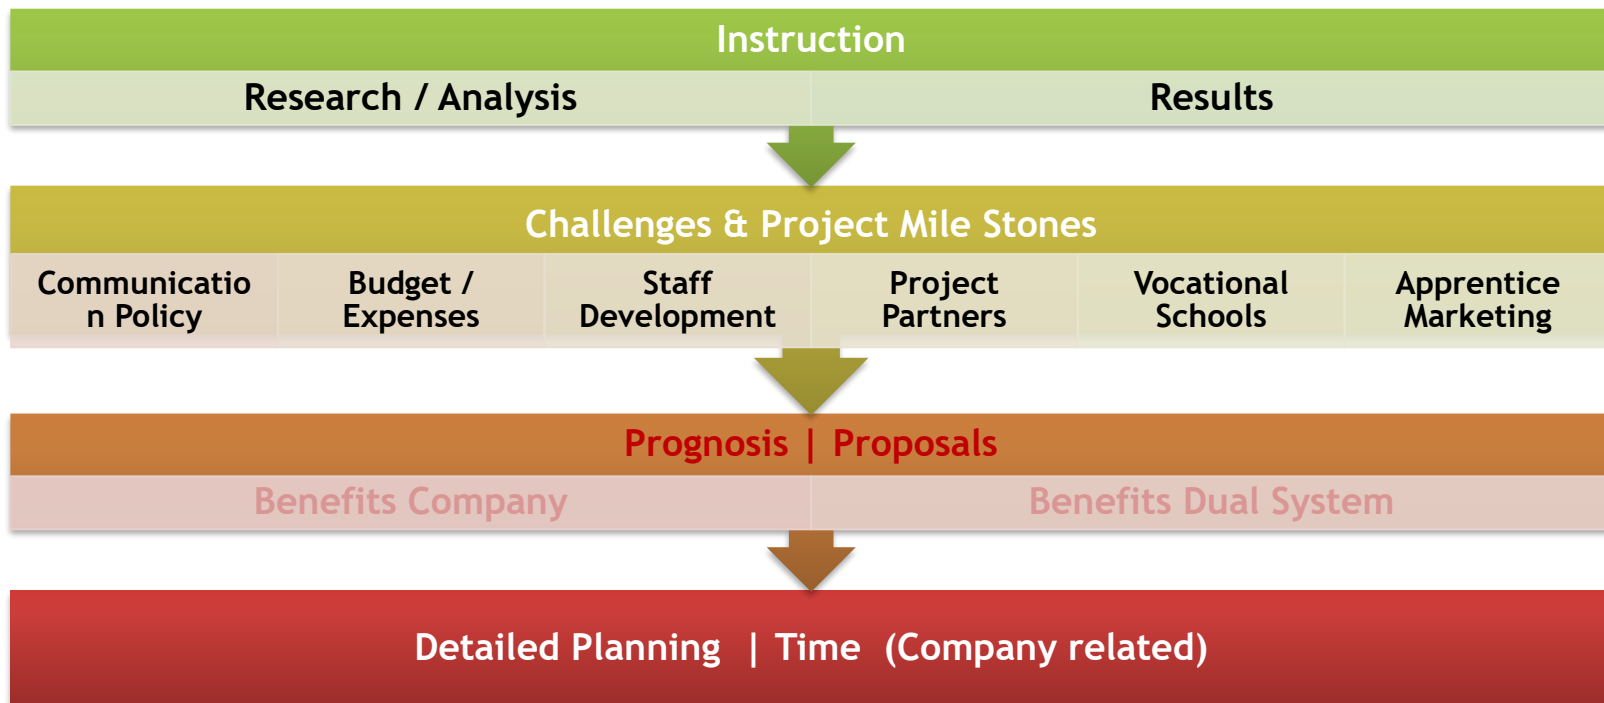 Instruction
Research / Analysis
Results
Challenges & Project Mile Stones
Communicatio
n Policy
Budget /
Expenses
Staff
Development
Project
Partners
Vocational
Schools
Apprentice
Marketing
Prognosis | Proposals
Benefits Company
Benefits Dual System
Detailed Planning | Time (Company related)